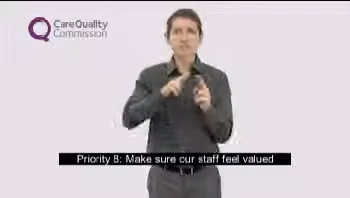 CareQuality
Commission
Priority 8: Make sure our staff feel valued